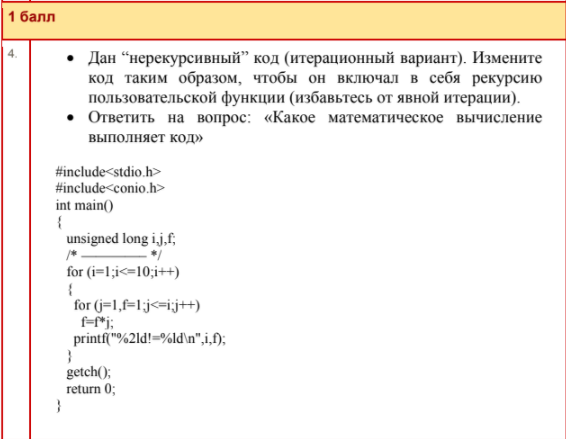 1 балл
4.
• Дан “нерекурсивный” код (итерационный вариант). Измените
код таким образом, чтобы он включал в себя рекурсию
пользовательской функции (избавьтесь от явной итерации).
• Ответить на вопрос: «Какое математическое вычисление
выполняет код»
#include<stdio.h>
#include<conio.h>
int main()
{
unsigned long i,j,f;
/* ————— */
for (i=1;i<=10;i++)
{
for (j=1,f=1;j<=i;j++)
f=f*j;
printf("%2ld!=%ld\n",i,f);
}
getch();
return 0;
}